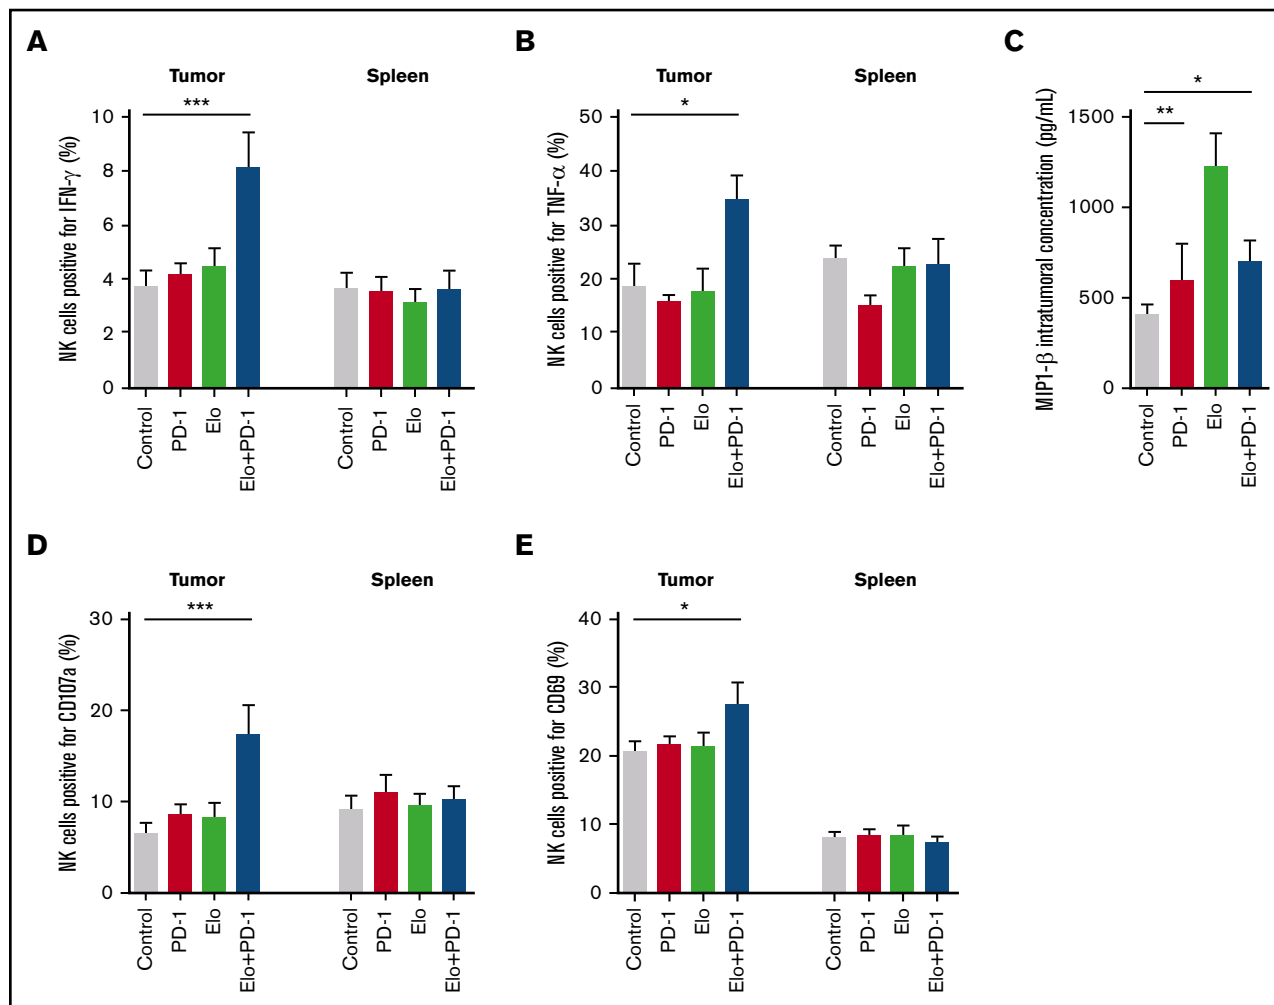 A
Tumor
Spleen
***
NK cells positive for IFN-γ (%)
10
8
6
4
2
0
Control
PD-1
Elo
Elo+PD-1
Control
PD-1
Elo
Elo+PD-1
B
Tumor
Spleen
*
NK cells positive for TNF-α (%)
50
40
30
20
10
0
Control
PD-1
Elo
Elo+PD-1
Control
PD-1
Elo
Elo+PD-1
C
*
**
MIP1-β intratumoral concentration (pg/mL)
1500
1000
500
0
Control
PD-1
Elo
Elo+PD-1
D
Tumor
Spleen
***
NK cells positive for CD107a (%)
30
20
10
0
Control
PD-1
Elo
Elo+PD-1
Control
PD-1
Elo
Elo+PD-1
E
Tumor
Spleen
*
NK cells positive for CD69 (%)
40
30
20
10
0
Control
PD-1
Elo
Elo+PD-1
Control
PD-1
Elo
Elo+PD-1